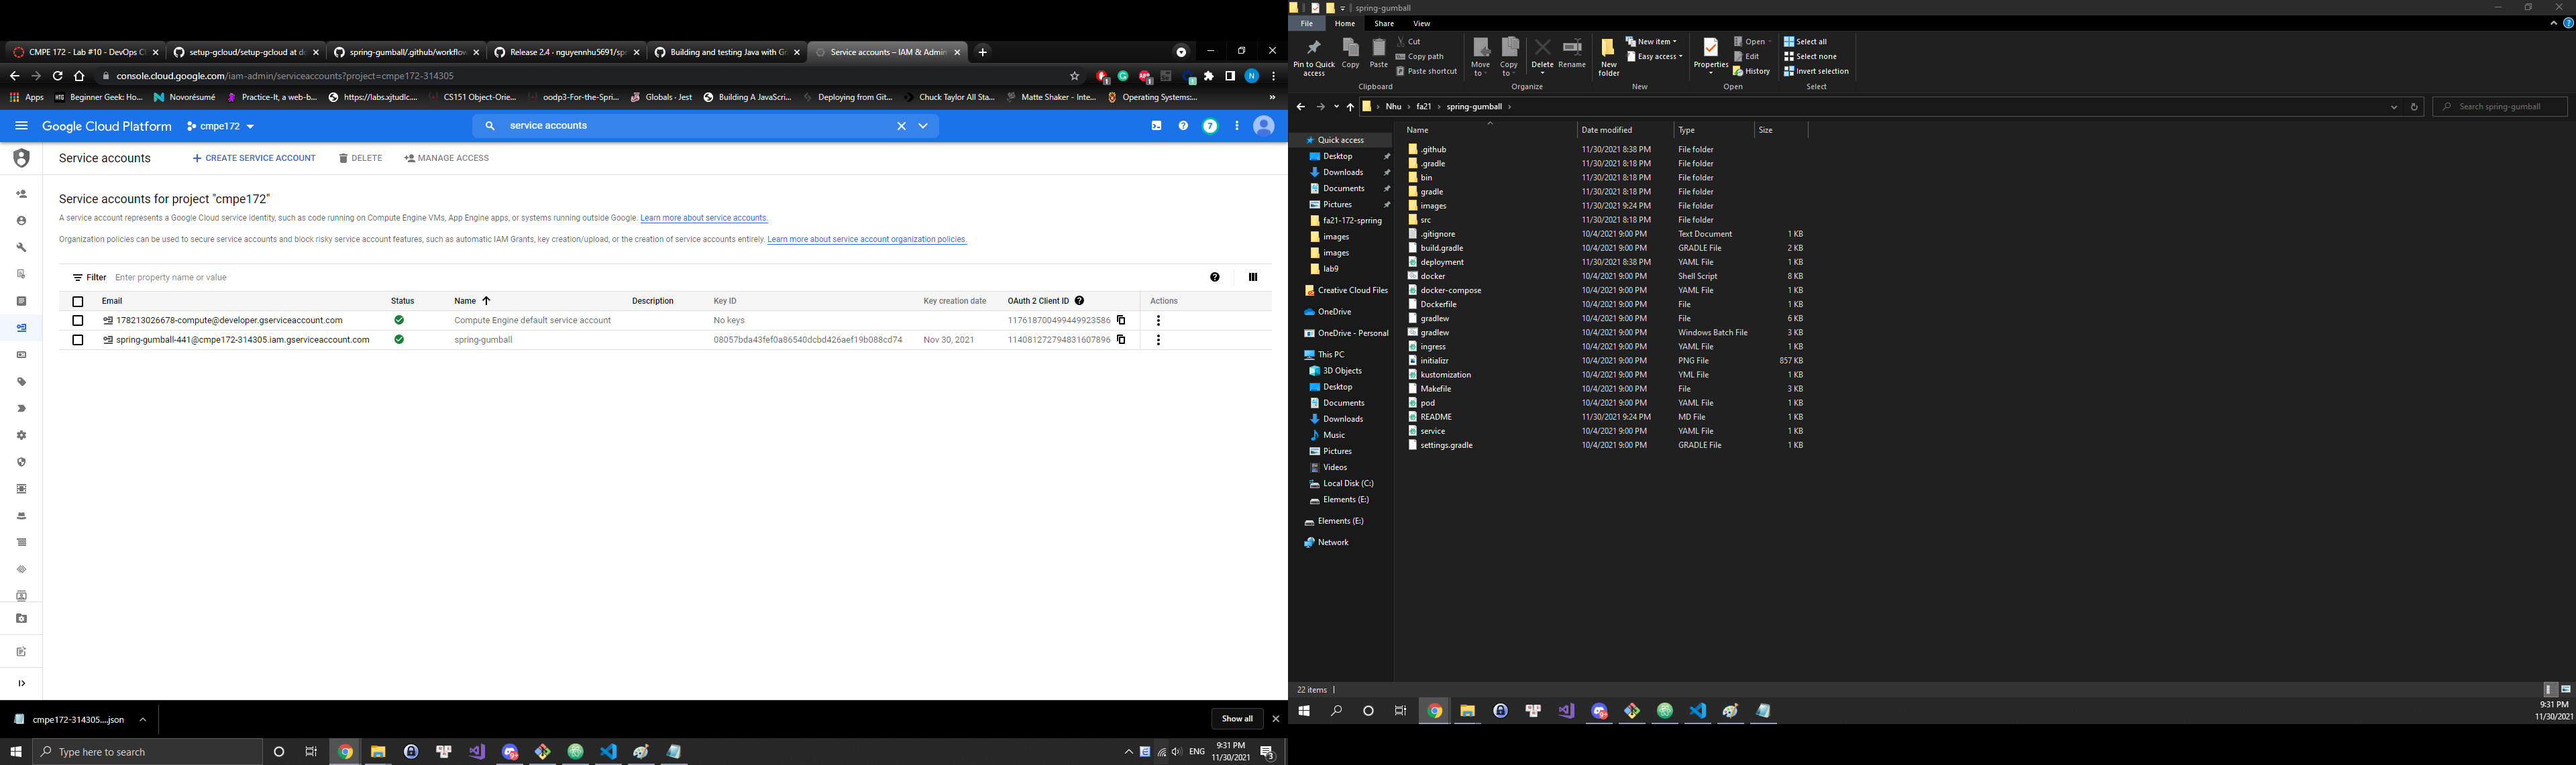 CMPE 172 - Lab #10 - DevOps Cl
setup-gcloud/setup-gcloud at do
spring-gumball/.github/workflow
Release 2.4 · nguyennhu5691/spr
Building and testing Java with Gr
Service accounts – IAM & Admin
console.cloud.google.com/iam-admin/serviceaccounts?project=cmpe172-314305
Apps
Beginner Geek: Ho...
Novorésumé
Practice-It, a web-b...
https://labs.xjtudlc....
CS151 Object-Orie...
oodp3-For-the-Spri...
Globals · Jest
Building A JavaScri...
Deploying from Git...
Chuck Taylor All Sta...
Matte Shaker - Inte...
Operating Systems:...
Google Cloud Platform
cmpe172
service accounts
7
Service accounts
CREATE SERVICE ACCOUNT
DELETE
MANAGE ACCESS
Service accounts for project "cmpe172"
A service account represents a Google Cloud service identity, such as code running on Compute Engine VMs, App Engine apps, or systems running outside Google. Learn more about service accounts.
Organization policies can be used to secure service accounts and block risky service account features, such as automatic IAM Grants, key creation/upload, or the creation of service accounts entirely. Learn more about service account organization policies.
Filter Enter property name or value
Email Status Name Description Key ID Key creation date OAuth 2 Client ID Actions
178213026678-compute@developer.gserviceaccount.com Compute Engine default service account No keys 117618700499449923586
spring-gumball-441@cmpe172-314305.iam.gserviceaccount.com spring-gumball 08057bda43fef0a86540dcbd426aef19b088cd74 Nov 30, 2021 114081272794831607896
cmpe172-314305....json
Show all
Type here to search
ENG
9:31 PM
11/30/2021
3
spring-gumball
File Home Share View
Pin to Quick access
Copy
Paste
Cut
Copy path
Paste shortcut
Clipboard
Move to
Copy to
Delete
Rename
Organize
New folder
New item
Easy access
New
Properties
Open
Edit
History
Open
Select all
Select none
Invert selection
Select
Nhu › fa21 › spring-gumball
Search spring-gumball
Quick access
Desktop
Downloads
Documents
Pictures
fa21-172-sprring
images
images
lab9
Creative Cloud Files
OneDrive
OneDrive - Personal
This PC
3D Objects
Desktop
Documents
Downloads
Music
Pictures
Videos
Local Disk (C:)
Elements (E:)
Elements (E:)
Network
Name Date modified Type Size
.github 11/30/2021 8:38 PM File folder
.gradle 11/30/2021 8:18 PM File folder
bin 11/30/2021 8:18 PM File folder
gradle 11/30/2021 8:18 PM File folder
images 11/30/2021 9:24 PM File folder
src 11/30/2021 8:18 PM File folder
.gitignore 10/4/2021 9:00 PM Text Document 1 KB
build.gradle 10/4/2021 9:00 PM GRADLE File 2 KB
deployment 11/30/2021 8:38 PM YAML File 1 KB
docker 10/4/2021 9:00 PM Shell Script 8 KB
docker-compose 10/4/2021 9:00 PM YAML File 1 KB
Dockerfile 10/4/2021 9:00 PM File 1 KB
gradlew 10/4/2021 9:00 PM File 6 KB
gradlew 10/4/2021 9:00 PM Windows Batch File 3 KB
ingress 10/4/2021 9:00 PM YAML File 1 KB
initializr 10/4/2021 9:00 PM PNG File 857 KB
kustomization 10/4/2021 9:00 PM YML File 1 KB
Makefile 10/4/2021 9:00 PM File 3 KB
pod 10/4/2021 9:00 PM YAML File 1 KB
README 11/30/2021 9:24 PM MD File 1 KB
service 10/4/2021 9:00 PM YAML File 1 KB
settings.gradle 10/4/2021 9:00 PM GRADLE File 1 KB
22 items
9:31 PM
11/30/2021